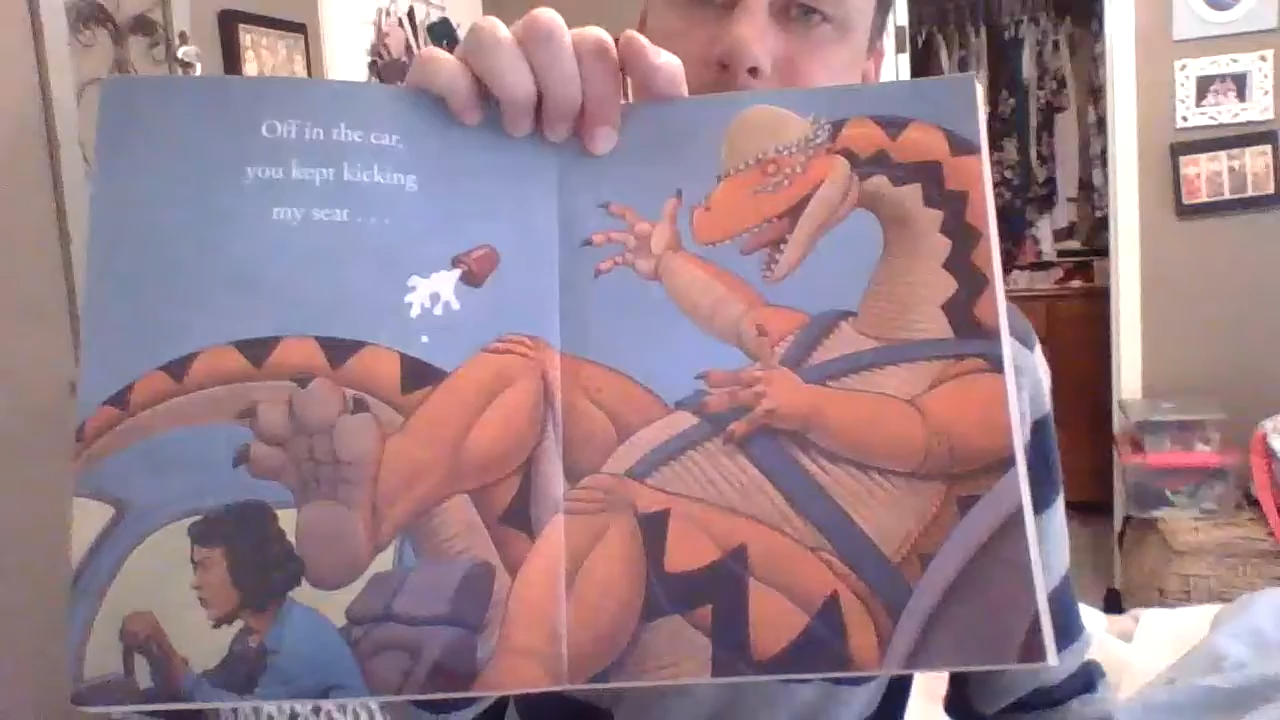 Off in the car,
you kept kicking
my seat . . .